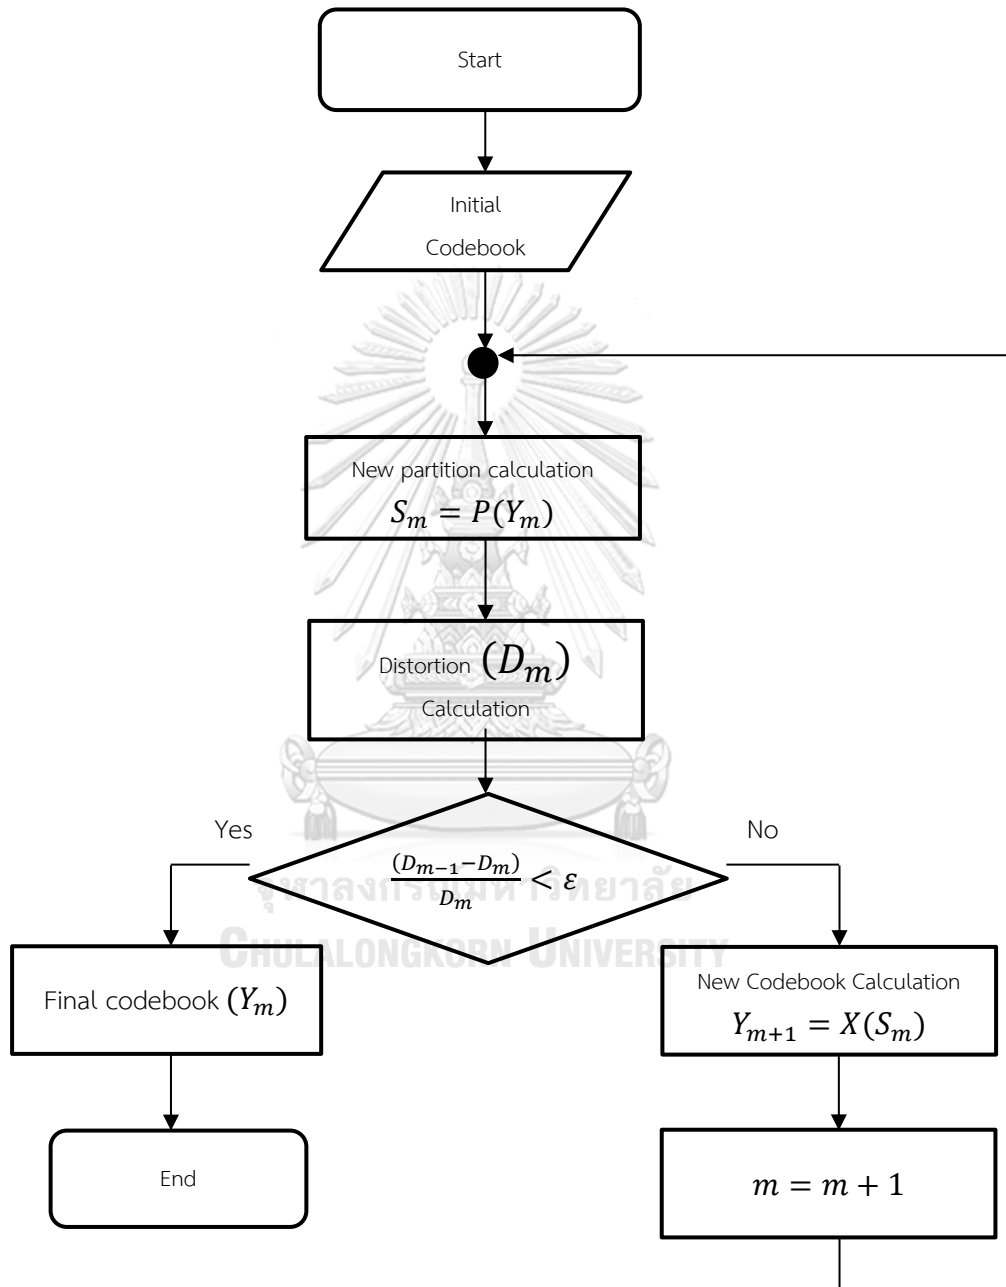 Start
Initial
Codebook
New partition calculation
S_m = P(Y_m)
Distortion (D_m)
Calculation
Yes
No
(D_{m-1}-D_m)/D_m < ε
จุฬาลงกรณ์มหาวิทยาลัย
CHULALONGKORN UNIVERSITY
Final codebook (Y_m)
New Codebook Calculation
Y_{m+1} = X(S_m)
End
m = m + 1